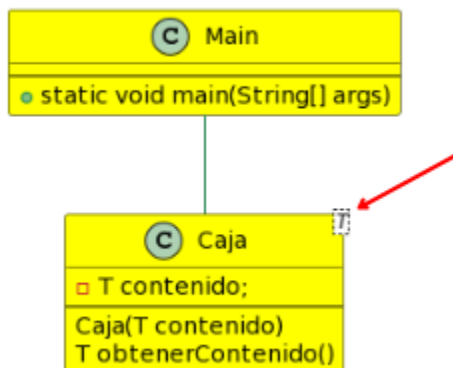 C Main
static void main(String[] args)
T
C Caja
T contenido;
Caja(T contenido)
T obtenerContenido()